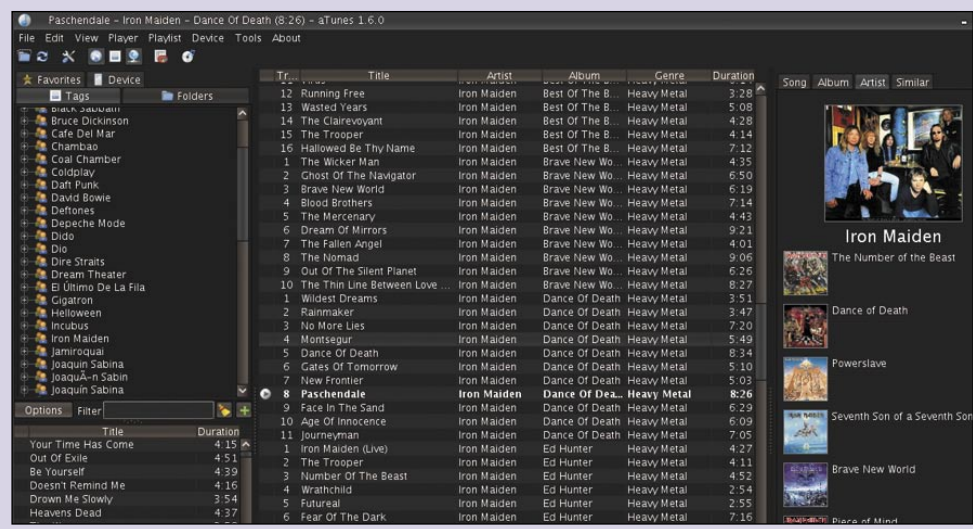 Paschendale - Iron Maiden - Dance Of Death (8:26) - aTunes 1.6.0
File Edit View Player Playlist Device Tools About
Favorites Device
Tags Folders
Black Sabbath
Bruce Dickinson
Cafe Del Mar
Chambao
Coal Chamber
Coldplay
Daft Punk
David Bowie
Deftones
Depeche Mode
Dido
Dio
Dire Straits
Dream Theater
El Último De La Fila
Gigatron
Helloween
Incubus
Iron Maiden
Jamiroquai
Joaquin Sabina
JoaquÃ-n Sabin
Joaquín Sabina
Options Filter
Title Duration
Your Time Has Come 4:15
Out Of Exile 4:51
Be Yourself 4:39
Doesn't Remind Me 4:16
Drown Me Slowly 3:54
Heavens Dead 4:37
Tr... Title Artist Album Genre Duration
12 Running Free Iron Maiden Best Of The B... Heavy Metal 3:28
13 Wasted Years Iron Maiden Best Of The B... Heavy Metal 5:08
14 The Clairevoyant Iron Maiden Best Of The B... Heavy Metal 4:28
15 The Trooper Iron Maiden Best Of The B... Heavy Metal 4:14
16 Hallowed Be Thy Name Iron Maiden Best Of The B... Heavy Metal 7:12
1 The Wicker Man Iron Maiden Brave New Wo... Heavy Metal 4:35
2 Ghost Of The Navigator Iron Maiden Brave New Wo... Heavy Metal 6:50
3 Brave New World Iron Maiden Brave New Wo... Heavy Metal 6:19
4 Blood Brothers Iron Maiden Brave New Wo... Heavy Metal 7:14
5 The Mercenary Iron Maiden Brave New Wo... Heavy Metal 4:43
6 Dream Of Mirrors Iron Maiden Brave New Wo... Heavy Metal 9:21
7 The Fallen Angel Iron Maiden Brave New Wo... Heavy Metal 4:01
8 The Nomad Iron Maiden Brave New Wo... Heavy Metal 9:06
9 Out Of The Silent Planet Iron Maiden Brave New Wo... Heavy Metal 6:26
10 The Thin Line Between Love ... Iron Maiden Brave New Wo... Heavy Metal 8:27
1 Wildest Dreams Iron Maiden Dance Of Death Heavy Metal 3:51
2 Rainmaker Iron Maiden Dance Of Death Heavy Metal 3:47
3 No More Lies Iron Maiden Dance Of Death Heavy Metal 7:20
4 Montsegur Iron Maiden Dance Of Death Heavy Metal 5:49
5 Dance Of Death Iron Maiden Dance Of Death Heavy Metal 8:34
6 Gates Of Tomorrow Iron Maiden Dance Of Death Heavy Metal 5:10
7 New Frontier Iron Maiden Dance Of Death Heavy Metal 5:03
8 Paschendale Iron Maiden Dance Of Dea... Heavy Metal 8:26
9 Face In The Sand Iron Maiden Dance Of Death Heavy Metal 6:29
10 Age Of Innocence Iron Maiden Dance Of Death Heavy Metal 6:09
11 Journeyman Iron Maiden Dance Of Death Heavy Metal 7:05
1 Iron Maiden (Live) Iron Maiden Ed Hunter Heavy Metal 4:27
2 The Trooper Iron Maiden Ed Hunter Heavy Metal 4:11
3 Number Of The Beast Iron Maiden Ed Hunter Heavy Metal 4:52
4 Wrathchild Iron Maiden Ed Hunter Heavy Metal 2:54
5 Futureal Iron Maiden Ed Hunter Heavy Metal 2:55
6 Fear Of The Dark Iron Maiden Ed Hunter Heavy Metal 7:16
Song Album Artist Similar
Iron Maiden
The Number of the Beast
Dance of Death
Powerslave
Seventh Son of a Seventh Son
Brave New World
Piece of Mind